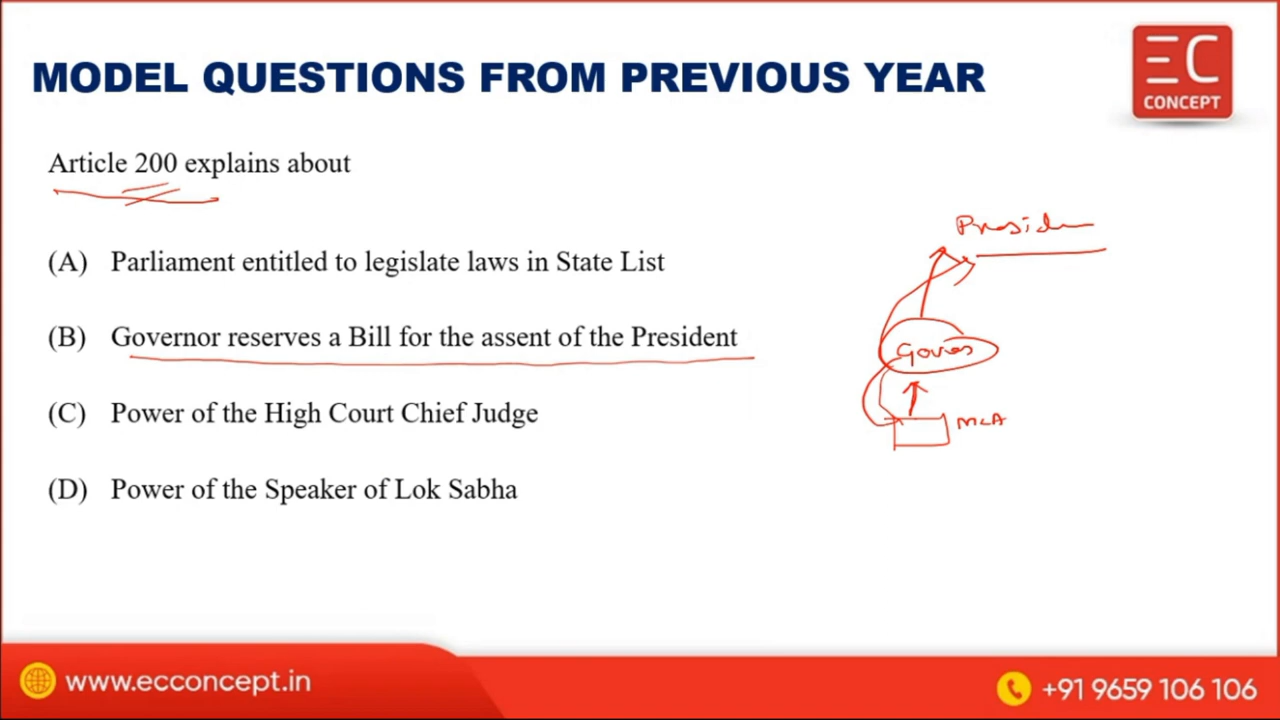 MODEL QUESTIONS FROM PREVIOUS YEAR
EC
CONCEPT
Article 200 explains about
(A) Parliament entitled to legislate laws in State List
(B) Governor reserves a Bill for the assent of the President
(C) Power of the High Court Chief Judge
(D) Power of the Speaker of Lok Sabha
MLA
www.ecconcept.in
+91 9659 106 106